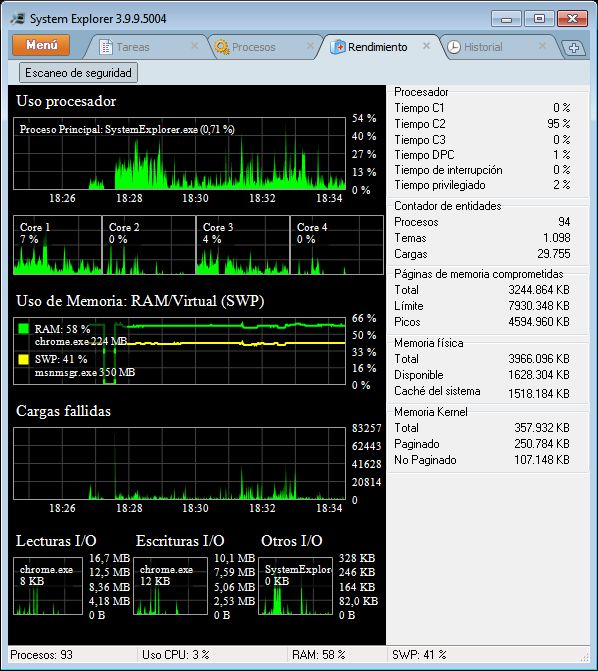 System Explorer 3.9.9.5004
Menú Tareas Procesos Rendimiento Historial
Escaneo de seguridad
Uso procesador
54 %
Proceso Principal: SystemExplorer.exe (0,71 %)
40 %
27 %
13 %
0 %
18:26 18:28 18:30 18:32 18:34
Core 1 Core 2 Core 3 Core 4
7 % 0 % 4 % 0 %
Uso de Memoria: RAM/Virtual (SWP)
66 %
RAM: 58 %
50 %
chrome.exe 224 MB
33 %
SWP: 41 %
16 %
msnmsgr.exe 350 MB
0 %
Cargas fallidas
83257
62443
41628
20814
0
18:26 18:28 18:30 18:32 18:34
Lecturas I/O Escrituras I/O Otros I/O
16,7 MB 10,1 MB 328 KB
chrome.exe 12,5 MB chrome.exe 7,59 MB SystemExplor 246 KB
8 KB 8,36 MB 12 KB 5,06 MB 0 KB 164 KB
4,18 MB 2,53 MB 82,0 KB
0 B 0 B 0 B
Procesador
Tiempo C1 0 %
Tiempo C2 95 %
Tiempo C3 0 %
Tiempo DPC 1 %
Tiempo de interrupción 0 %
Tiempo privilegiado 2 %
Contador de entidades
Procesos 94
Temas 1.098
Cargas 29.755
Páginas de memoria comprometidas
Total 3244.864 KB
Límite 7930.348 KB
Picos 4594.960 KB
Memoria física
Total 3966.096 KB
Disponible 1628.304 KB
Caché del sistema 1518.184 KB
Memoria Kernel
Total 357.932 KB
Paginado 250.784 KB
No Paginado 107.148 KB
Procesos: 93 Uso CPU: 3 % RAM: 58 % SWP: 41 %